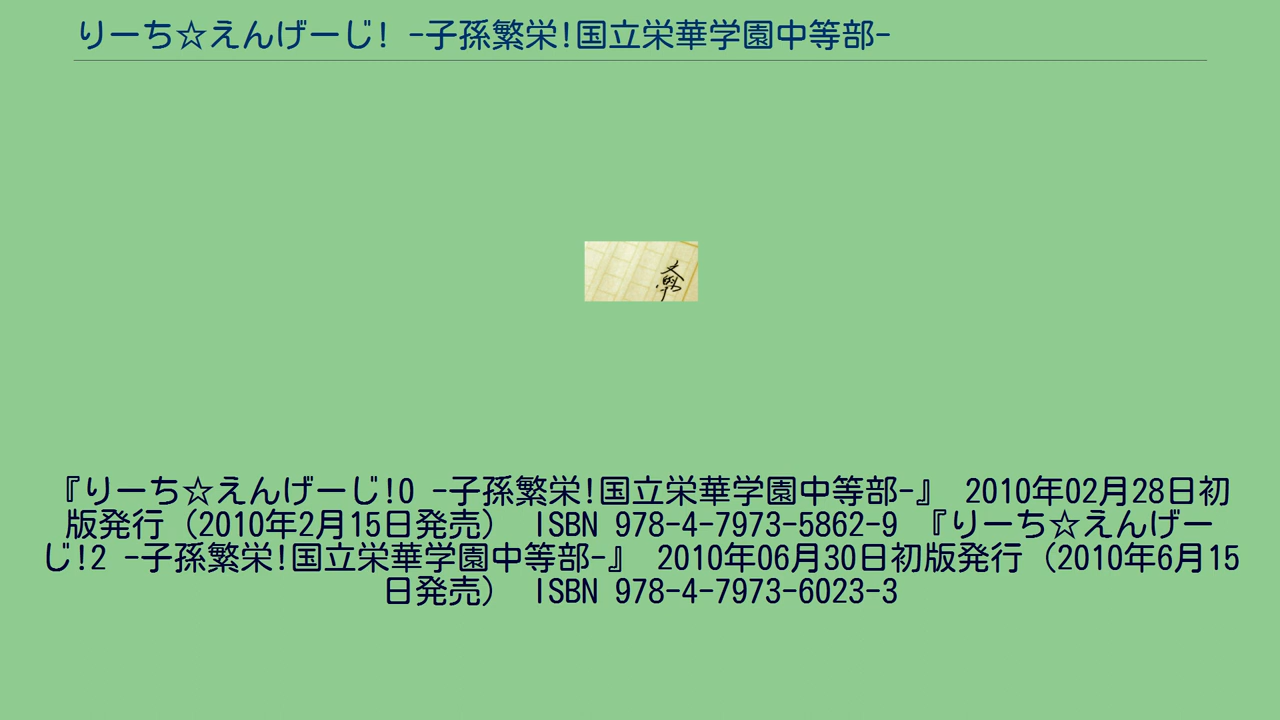 りーち☆えんげーじ! -子孫繁栄!国立栄華学園中等部-
『りーち☆えんげーじ!0 -子孫繁栄!国立栄華学園中等部-』 2010年02月28日初
版発行（2010年2月15日発売） ISBN 978-4-7973-5862-9 『りーち☆えんげー
じ!2 -子孫繁栄!国立栄華学園中等部-』 2010年06月30日初版発行（2010年6月15
日発売） ISBN 978-4-7973-6023-3